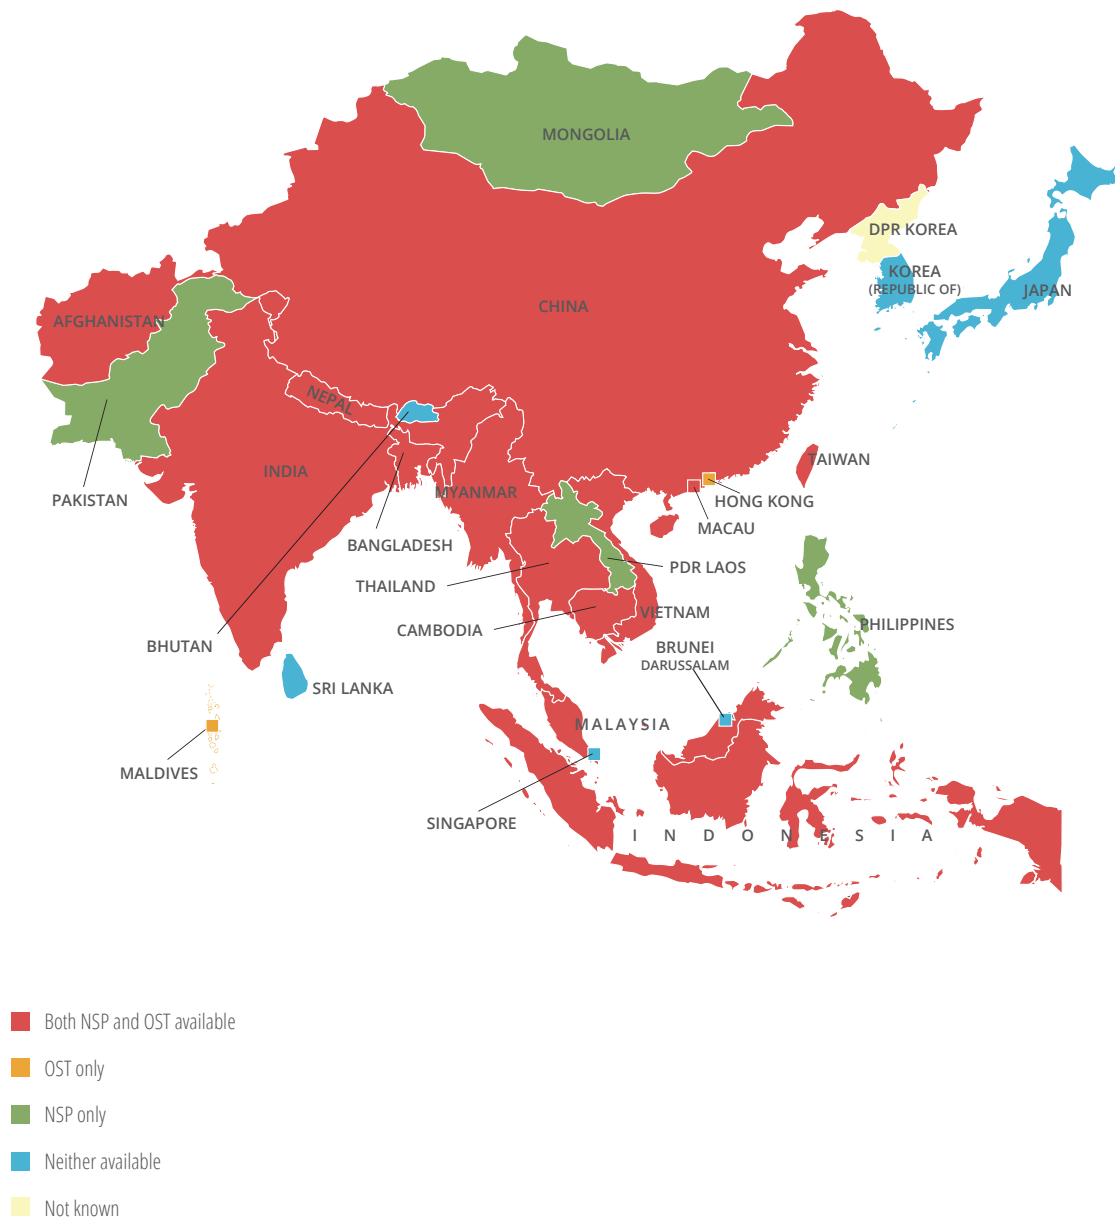 MONGOLIA
DPR KOREA
KOREA
(REPUBLIC OF)
JAPAN
CHINA
AFGHANISTAN
NEPAL
TAIWAN
INDIA
MYANMAR
PAKISTAN
HONG KONG
MACAU
BANGLADESH
PDR LAOS
THAILAND
VIETNAM
CAMBODIA
PHILIPPINES
BHUTAN
BRUNEI
DARUSSALAM
SRI LANKA
MALAYSIA
MALDIVES
SINGAPORE
INDONESIA
Both NSP and OST available
OST only
NSP only
Neither available
Not known